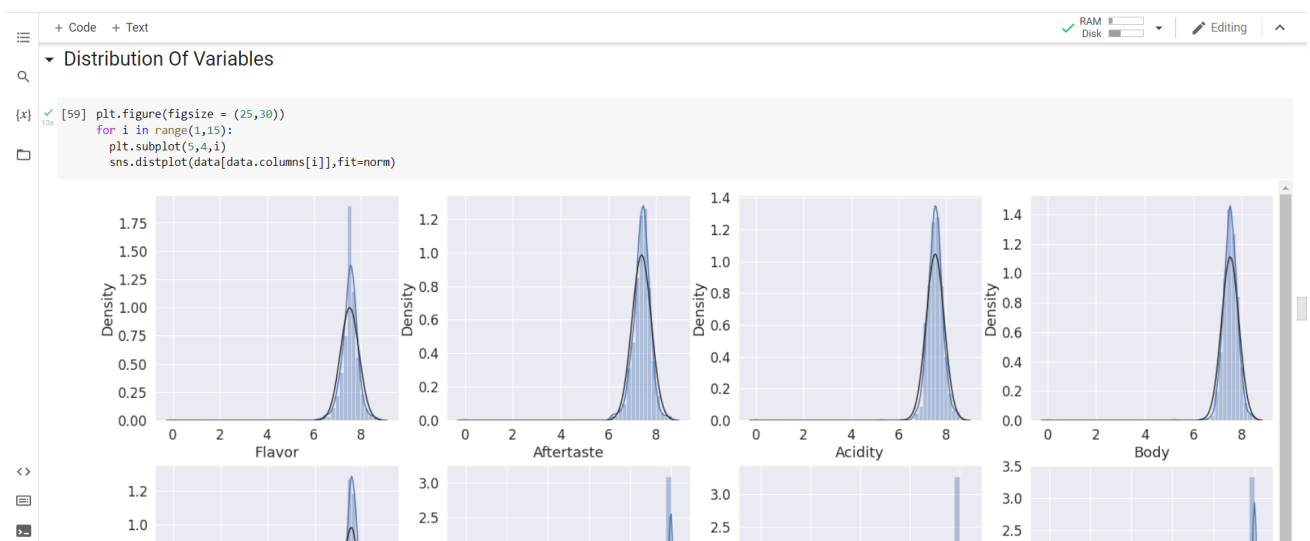 + Code + Text
RAM
Disk
Editing
Distribution Of Variables
{x}
[59] plt.figure(figsize = (25,30))
13s
for i in range(1,15):
plt.subplot(5,4,i)
sns.distplot(data[data.columns[i]],fit=norm)
Density
1.75
1.50
1.25
1.00
0.75
0.50
0.25
0.00
0 2 4 6 8
Flavor
Density
1.2
1.0
0.8
0.6
0.4
0.2
0.0
0 2 4 6 8
Aftertaste
Density
1.4
1.2
1.0
0.8
0.6
0.4
0.2
0.0
0 2 4 6 8
Acidity
Density
1.4
1.2
1.0
0.8
0.6
0.4
0.2
0.0
0 2 4 6 8
Body
1.2
1.0
3.0
2.5
3.0
2.5
3.5
3.0
2.5